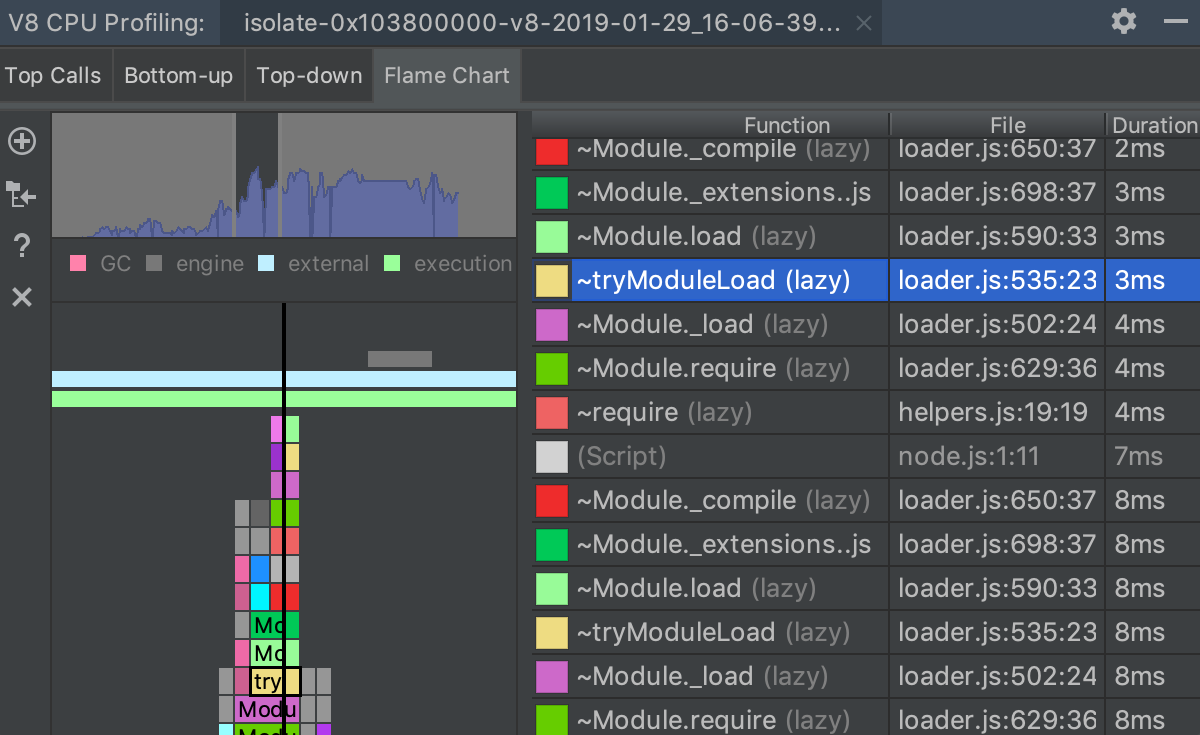 V8 CPU Profiling: isolate-0x103800000-v8-2019-01-29_16-06-39...
Top Calls Bottom-up Top-down Flame Chart
GC engine external execution
Mo
Mo
try
Modu
Modu
Function File Duration
~Module._compile (lazy) loader.js:650:37 2ms
~Module._extensions..js loader.js:698:37 3ms
~Module.load (lazy) loader.js:590:33 3ms
~tryModuleLoad (lazy) loader.js:535:23 3ms
~Module._load (lazy) loader.js:502:24 4ms
~Module.require (lazy) loader.js:629:36 4ms
~require (lazy) helpers.js:19:19 4ms
(Script) node.js:1:11 7ms
~Module._compile (lazy) loader.js:650:37 8ms
~Module._extensions..js loader.js:698:37 8ms
~Module.load (lazy) loader.js:590:33 8ms
~tryModuleLoad (lazy) loader.js:535:23 8ms
~Module._load (lazy) loader.js:502:24 8ms
~Module.require (lazy) loader.js:629:36 8ms